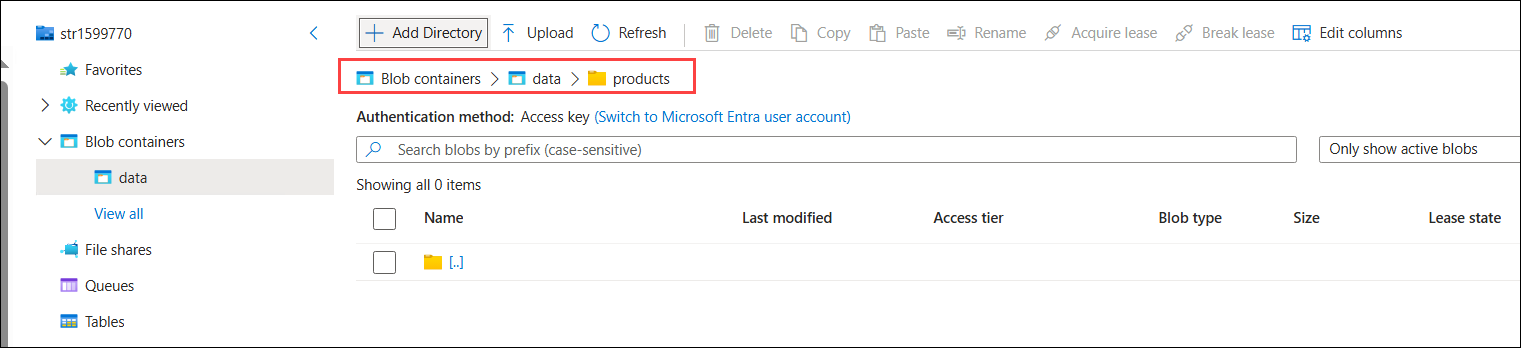 str1599770
Favorites
Recently viewed
Blob containers
data
View all
File shares
Queues
Tables
Add Directory Upload Refresh Delete Copy Paste Rename Acquire lease Break lease Edit columns
Blob containers > data > products
Authentication method: Access key (Switch to Microsoft Entra user account)
Search blobs by prefix (case-sensitive) Only show active blobs
Showing all 0 items
Name Last modified Access tier Blob type Size Lease state
[..]